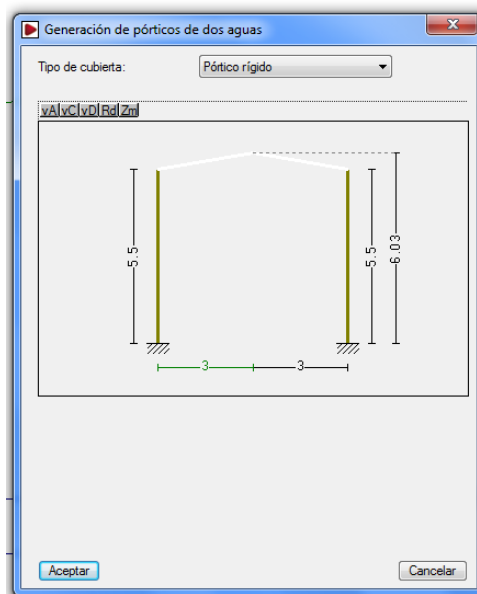 Generación de pórticos de dos aguas
Tipo de cubierta:
Pórtico rígido
vA vC vD Rd Zm
5.5
5.5
6.03
3
3
Aceptar
Cancelar